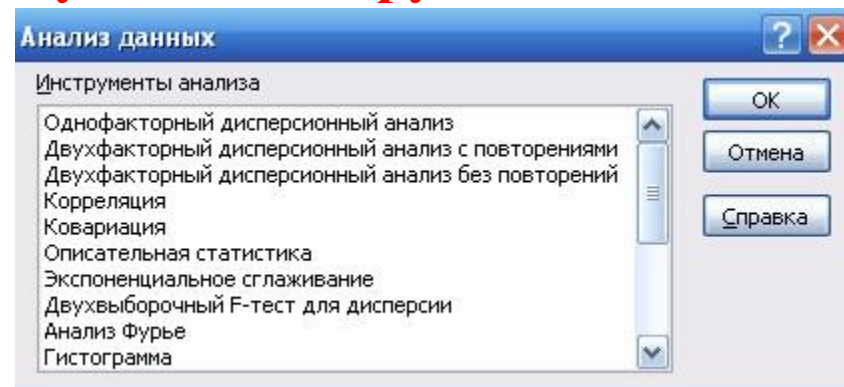 Анализ данных
Инструменты анализа
Однофакторный дисперсионный анализ
Двухфакторный дисперсионный анализ с повторениями
Двухфакторный дисперсионный анализ без повторений
Корреляция
Ковариация
Описательная статистика
Экспоненциальное сглаживание
Двухвыборочный F-тест для дисперсии
Анализ Фурье
Гистограмма
ОК
Отмена
Справка